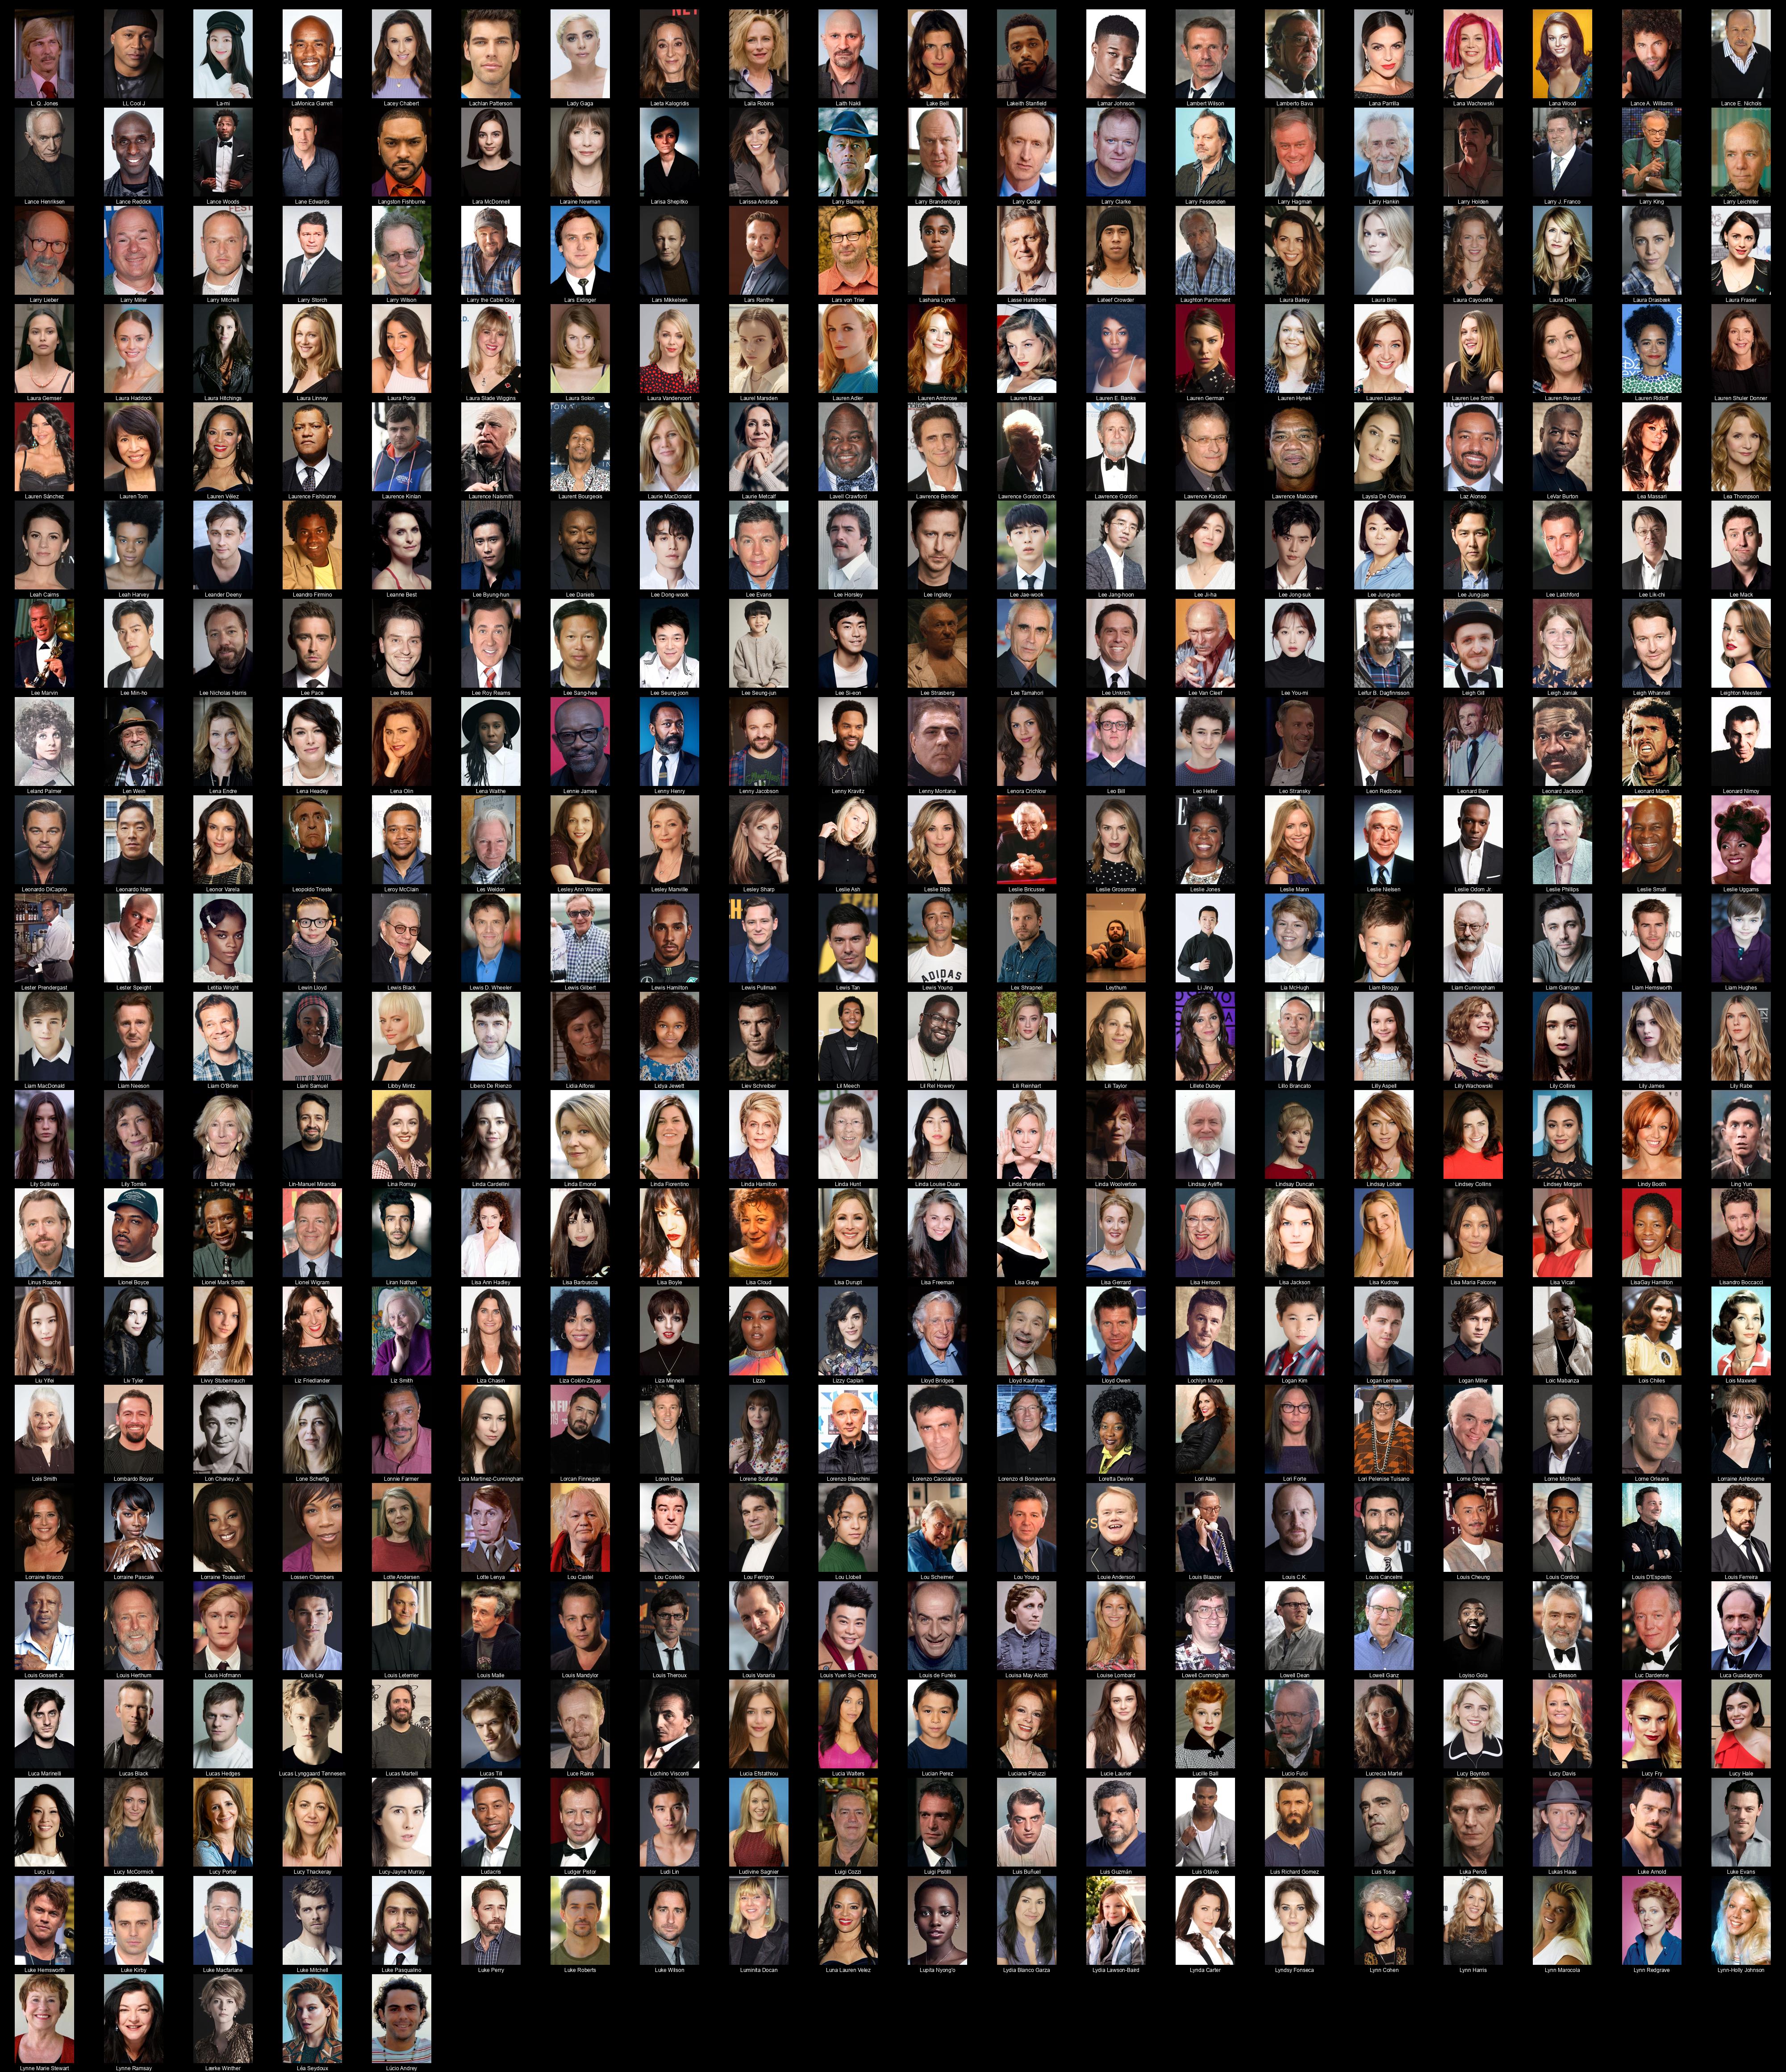 L. Q. Jones
LL Cool J
La-mi
LaMonica Garrett
Lacey Chabert
Lachlan Patterson
Lady Gaga
Laeta Kalogridis
Laila Robins
Laith Nakli
Lake Bell
Lakeith Stanfield
Lamar Johnson
Lambert Wilson
Lamberto Bava
Lana Parrilla
Lana Wachowski
Lana Wood
Lance A. Williams
Lance E. Nichols
Lance Henriksen
Lance Reddick
Lance Woods
Lane Edwards
Langston Fishburne
Lara McDonnell
Laraine Newman
Larisa Shepitko
Larissa Andrade
Larry Blamire
Larry Brandenburg
Larry Cedar
Larry Clarke
Larry Fessenden
Larry Hagman
Larry Hankin
Larry Holden
Larry J. Franco
Larry King
Larry Leichliter
Larry Lieber
Larry Miller
Larry Mitchell
Larry Storch
Larry Wilson
Larry the Cable Guy
Lars Eidinger
Lars Mikkelsen
Lars Ranthe
Lars von Trier
Lashana Lynch
Lasse Hallström
Lateef Crowder
Laughton Parchment
Laura Bailey
Laura Birn
Laura Cayouette
Laura Dern
Laura Drasbæk
Laura Fraser
Laura Gemser
Laura Haddock
Laura Hitchings
Laura Linney
Laura Porta
Laura Slade Wiggins
Laura Solon
Laura Vandervoort
Laurel Marsden
Lauren Adler
Lauren Ambrose
Lauren Bacall
Lauren E. Banks
Lauren German
Lauren Hynek
Lauren Lapkus
Lauren Lee Smith
Lauren Revard
Lauren Ridloff
Lauren Shuler Donner
Lauren Sánchez
Lauren Tom
Lauren Vélez
Laurence Fishburne
Laurence Kinlan
Laurence Naismith
Laurent Bourgeois
Laurie MacDonald
Laurie Metcalf
Lavell Crawford
Lawrence Bender
Lawrence Gordon Clark
Lawrence Gordon
Lawrence Kasdan
Lawrence Makoare
Laysla De Oliveira
Laz Alonso
LeVar Burton
Lea Massari
Lea Thompson
Leah Cairns
Leah Harvey
Leander Deeny
Leandro Firmino
Leanne Best
Lee Byung-hun
Lee Daniels
Lee Dong-wook
Lee Evans
Lee Horsley
Lee Ingleby
Lee Jae-wook
Lee Jang-hoon
Lee Ji-ha
Lee Jong-suk
Lee Jung-eun
Lee Jung-jae
Lee Latchford
Lee Lik-chi
Lee Mack
Lee Marvin
Lee Min-ho
Lee Nicholas Harris
Lee Pace
Lee Ross
Lee Roy Reams
Lee Sang-hee
Lee Seung-joon
Lee Seung-jun
Lee Si-eon
Lee Strasberg
Lee Tamahori
Lee Unkrich
Lee Van Cleef
Lee You-mi
Leifur B. Dagfinnsson
Leigh Gill
Leigh Janiak
Leigh Whannell
Leighton Meester
Leland Palmer
Len Wein
Lena Endre
Lena Headey
Lena Olin
Lena Waithe
Lennie James
Lenny Henry
Lenny Jacobson
Lenny Kravitz
Lenny Montana
Lenora Crichlow
Leo Bill
Leo Heller
Leo Stransky
Leon Redbone
Leonard Barr
Leonard Jackson
Leonard Mann
Leonard Nimoy
Leonardo DiCaprio
Leonardo Nam
Leonor Varela
Leopoldo Trieste
Leroy McClain
Les Weldon
Lesley Ann Warren
Lesley Manville
Lesley Sharp
Leslie Ash
Leslie Bibb
Leslie Bricusse
Leslie Grossman
Leslie Jones
Leslie Mann
Leslie Nielsen
Leslie Odom Jr.
Leslie Phillips
Leslie Small
Leslie Uggams
Lester Prendergast
Lester Speight
Letitia Wright
Lewin Lloyd
Lewis Black
Lewis D. Wheeler
Lewis Gilbert
Lewis Hamilton
Lewis Pullman
Lewis Tan
Lewis Young
Lex Shrapnel
Leythum
Li Jing
Lia McHugh
Liam Broggy
Liam Cunningham
Liam Garrigan
Liam Hemsworth
Liam Hughes
Liam MacDonald
Liam Neeson
Liam O'Brien
Liani Samuel
Libby Mintz
Libero De Rienzo
Lidia Alfonsi
Lidya Jewett
Liev Schreiber
Lil Meech
Lil Rel Howery
Lili Reinhart
Lili Taylor
Lillete Dubey
Lillo Brancato
Lilly Aspell
Lilly Wachowski
Lily Collins
Lily James
Lily Rabe
Lily Sullivan
Lily Tomlin
Lin Shaye
Lin-Manuel Miranda
Lina Romay
Linda Cardellini
Linda Emond
Linda Fiorentino
Linda Hamilton
Linda Hunt
Linda Louise Duan
Linda Petersen
Linda Woolverton
Lindsay Ayliffe
Lindsay Duncan
Lindsay Lohan
Lindsey Collins
Lindsey Morgan
Lindy Booth
Ling Yun
Linus Roache
Lionel Boyce
Lionel Mark Smith
Lionel Wigram
Liran Nathan
Lisa Ann Hadley
Lisa Barbuscia
Lisa Boyle
Lisa Cloud
Lisa Durupt
Lisa Freeman
Lisa Gaye
Lisa Gerrard
Lisa Henson
Lisa Jackson
Lisa Kudrow
Lisa Maria Falcone
Lisa Vicari
LisaGay Hamilton
Lisandro Boccacci
Liu Yifei
Liv Tyler
Livvy Stubenrauch
Liz Friedlander
Liz Smith
Liza Chasin
Liza Colón-Zayas
Liza Minnelli
Lizzo
Lizzy Caplan
Lloyd Bridges
Lloyd Kaufman
Lloyd Owen
Lochlyn Munro
Logan Kim
Logan Lerman
Logan Miller
Loic Mabanza
Lois Chiles
Lois Maxwell
Lois Smith
Lombardo Boyar
Lon Chaney Jr.
Lone Scherfig
Lonnie Farmer
Lora Martinez-Cunningham
Lorcan Finnegan
Loren Dean
Lorene Scafaria
Lorenzo Bianchini
Lorenzo Caccialanza
Lorenzo di Bonaventura
Loretta Devine
Lori Alan
Lori Forte
Lori Pelenise Tuisano
Lorne Greene
Lorne Michaels
Lorne Orleans
Lorraine Ashbourne
Lorraine Bracco
Lorraine Pascale
Lorraine Toussaint
Lossen Chambers
Lotte Andersen
Lotte Lenya
Lou Castel
Lou Costello
Lou Ferrigno
Lou Llobell
Lou Scheimer
Lou Young
Louie Anderson
Louis Blaazer
Louis C.K.
Louis Cancelmi
Louis Cheung
Louis Cordice
Louis D'Esposito
Louis Ferreira
Louis Gossett Jr.
Louis Herthum
Louis Hofmann
Louis Lay
Louis Leterrier
Louis Malle
Louis Mandylor
Louis Theroux
Louis Vanaria
Louis Yuen Siu-Cheung
Louis de Funès
Louisa May Alcott
Louise Lombard
Lowell Cunningham
Lowell Dean
Lowell Ganz
Loyiso Gola
Luc Besson
Luc Dardenne
Luca Guadagnino
Luca Marinelli
Lucas Black
Lucas Hedges
Lucas Lynggaard Tønnesen
Lucas Martell
Lucas Till
Luce Rains
Luchino Visconti
Lucia Efstathiou
Lucia Walters
Lucian Perez
Luciana Paluzzi
Lucie Laurier
Lucille Ball
Lucio Fulci
Lucrecia Martel
Lucy Boynton
Lucy Davis
Lucy Fry
Lucy Hale
Lucy Liu
Lucy McCormick
Lucy Porter
Lucy Thackeray
Lucy-Jayne Murray
Ludacris
Ludger Pistor
Ludi Lin
Ludivine Sagnier
Luigi Cozzi
Luigi Pistilli
Luis Buñuel
Luis Guzmán
Luis Otávio
Luis Richard Gomez
Luis Tosar
Luka Peroš
Lukas Haas
Luke Arnold
Luke Evans
Luke Hemsworth
Luke Kirby
Luke Macfarlane
Luke Mitchell
Luke Pasqualino
Luke Perry
Luke Roberts
Luke Wilson
Luminita Docan
Luna Lauren Velez
Lupita Nyong'o
Lydia Blanco Garza
Lydia Lawson-Baird
Lynda Carter
Lyndsy Fonseca
Lynn Cohen
Lynn Harris
Lynn Marocola
Lynn Redgrave
Lynn-Holly Johnson
Lynne Marie Stewart
Lynne Ramsay
Lærke Winther
Léa Seydoux
Lúcio Andrey